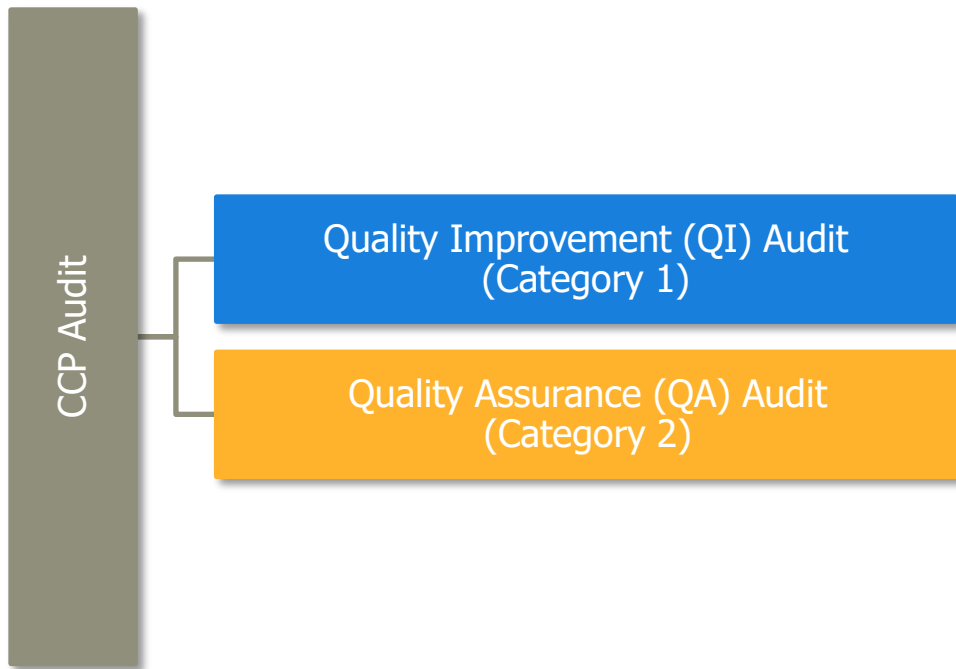 CCP Audit
Quality Improvement (QI) Audit
(Category 1)
Quality Assurance (QA) Audit
(Category 2)